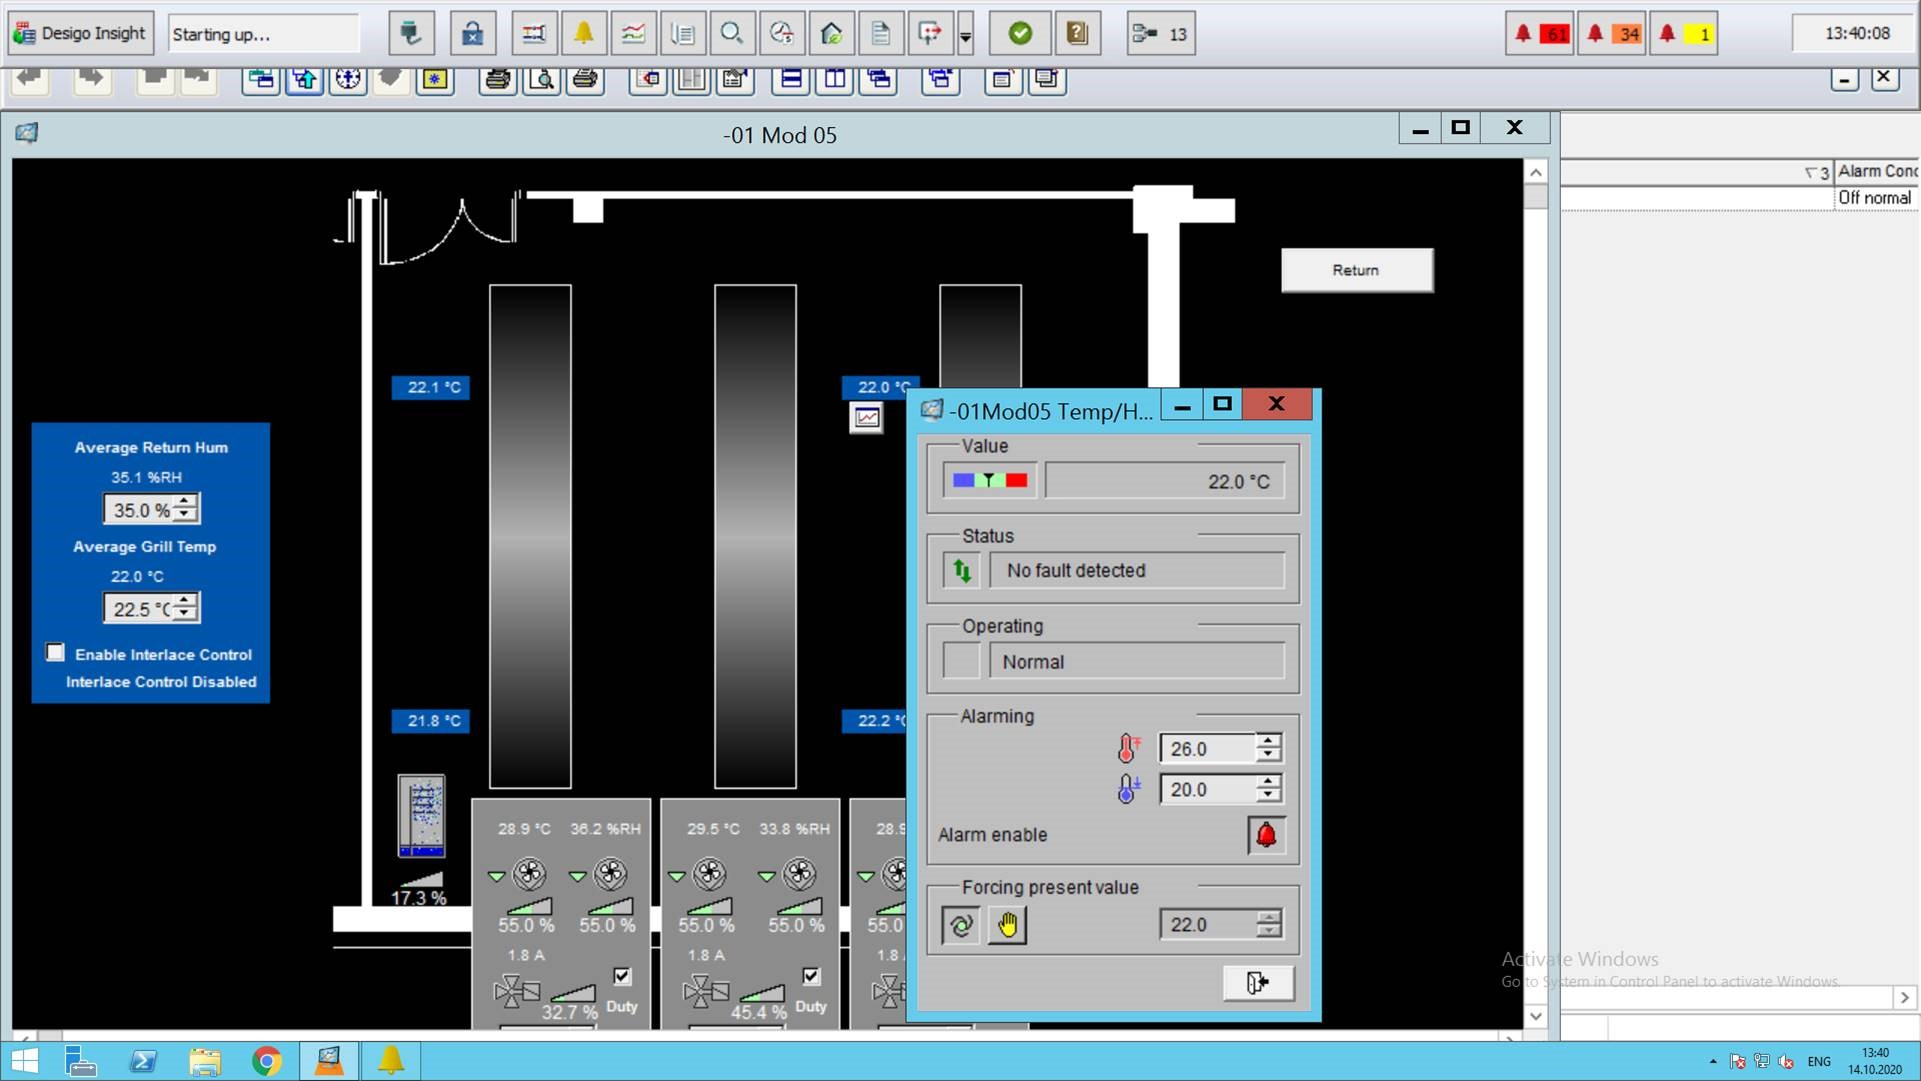 Desigo Insight
Starting up...
13
61
34
1
13:40:08
-01 Mod 05
3
Alarm Conc
Off normal
Return
22.1 °C
22.0 °C
Average Return Hum
35.1 %RH
35.0 %
Average Grill Temp
22.0 °C
22.5 °C
Enable Interlace Control
Interlace Control Disabled
21.8 °C
22.2 °C
17.3 %
28.9 °C 36.2 %RH
55.0 % 55.0 %
1.8 A
32.7 %
Duty
29.5 °C 33.8 %RH
55.0 % 55.0 %
1.8 A
45.4 %
Duty
28.9
55.0
1.8
-01Mod05 Temp/H...
Value
22.0 °C
Status
No fault detected
Operating
Normal
Alarming
26.0
20.0
Alarm enable
Forcing present value
22.0
Activate Windows
Go to System in Control Panel to activate Windows.
ENG
13:40
14.10.2020